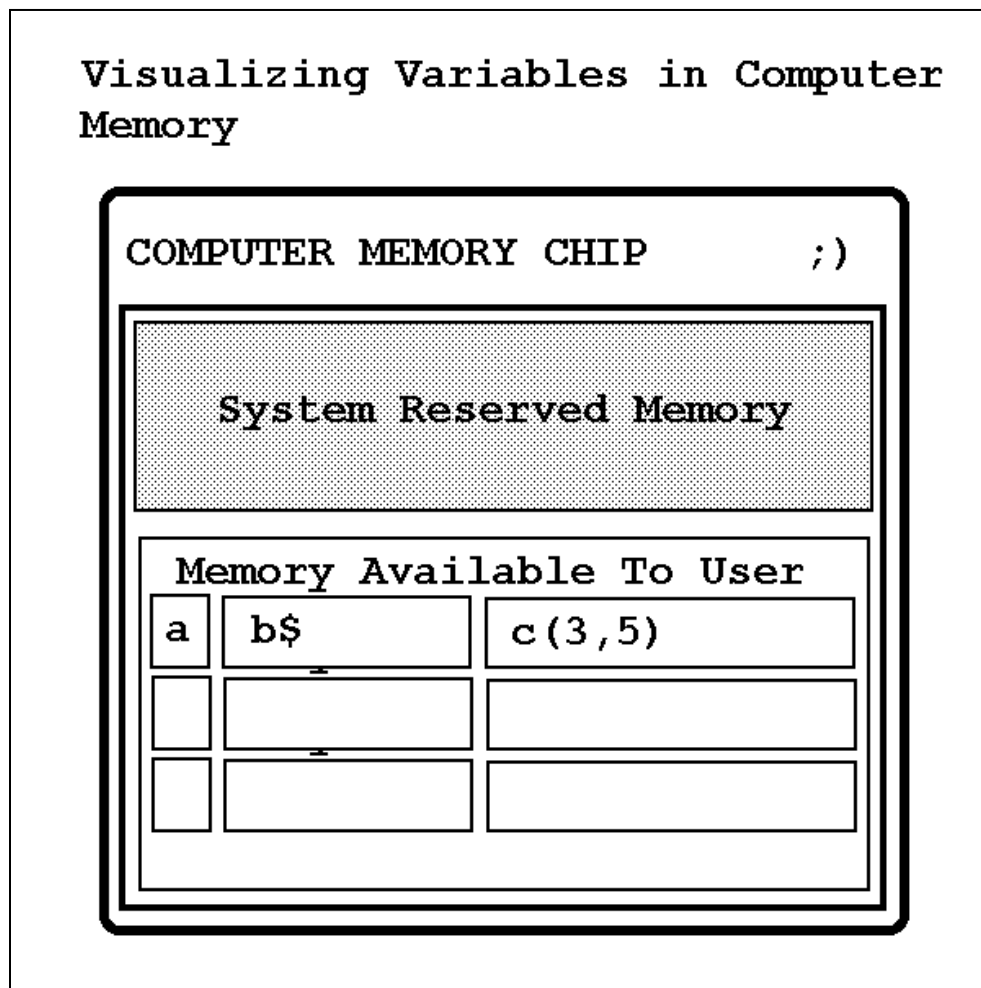 Visualizing Variables in Computer
Memory
COMPUTER MEMORY CHIP ;)
System Reserved Memory
Memory Available To User
a b$ c(3,5)